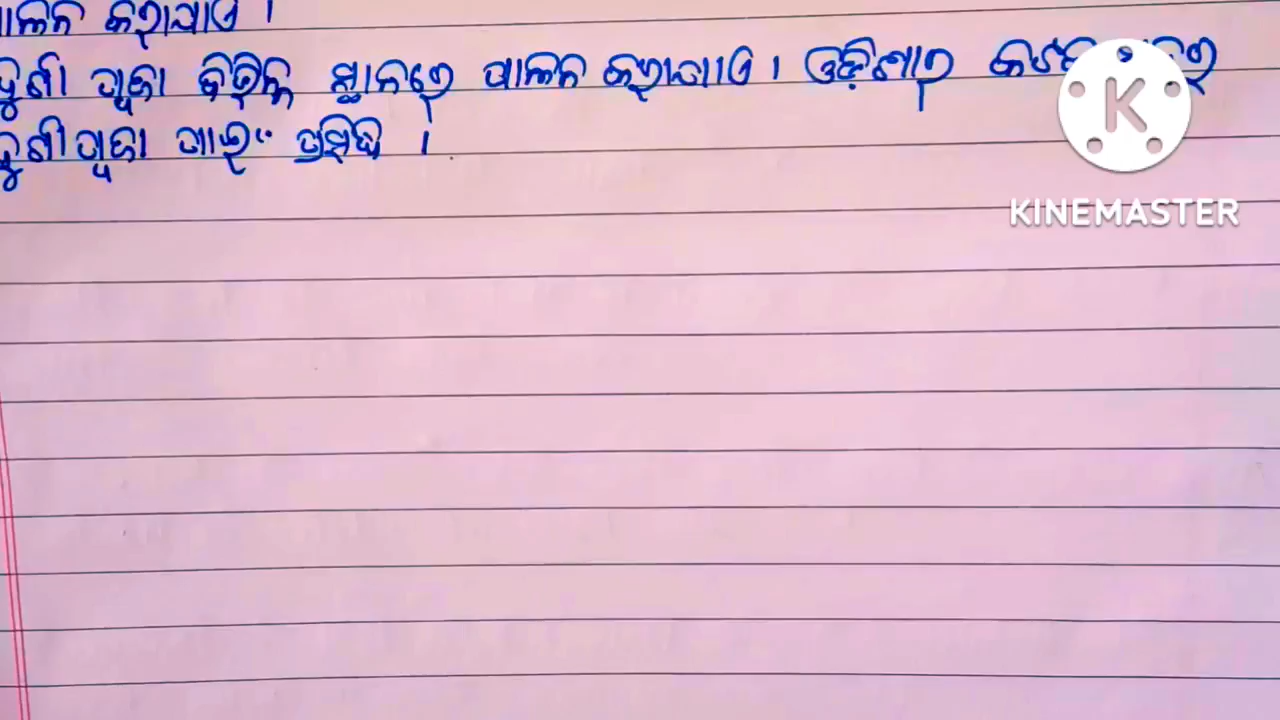 ପାଳନ କରାଯାଏ ।
ଦୁର୍ଗା ପୂଜା ବିଭିନ୍ନ ସ୍ଥାନରେ ପାଳନ କରାଯାଏ । ଓଡ଼ିଶାର
ଦୁର୍ଗାପୂଜା ସାରା ପ୍ରସିଦ୍ଧ ।
KINEMASTER